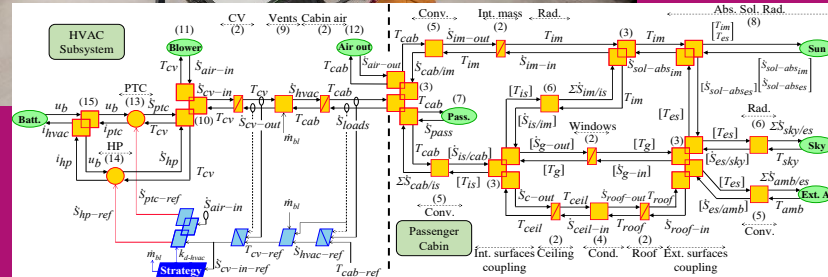 CV Vents Cabin air
(2) (9) (2)
HVAC
Subsystem
(11)
Blower
(12)
Air out
T_cv Ṡ_air-in
T_cab Ṡ_air-out
PTC
(13)
Batt. u_b (15) u_b Ṡ_ptc
i_hvac i_ptc T_cv
(10)
Ṡ_cv-in T_cv Ṡ_hvac T_cab
T_cv Ṡ_cv-out T_cab Ṡ_loads
ṁ_bl
HP
(14)
i_hp u_b Ṡ_hp
T_cv
Ṡ_ptc-ref
Ṡ_hp-ref
Ṡ_air-in
ṁ_bl
T_cv-ref Ṡ_hvac-ref
T_cab-ref
k_d-hvac
ṁ_bl
Strategy
Ṡ_cv-in-ref
Conv. Int. mass Rad.
(5) (2)
Abs. Sol. Rad.
(8)
Ṡ_cab/im Ṡ_im-out T_im (3) T_im
T_im Ṡ_im-in
[T_im]
[T_es]
Sun
Ṡ_sol-abs_im
[Ṡ_sol-abs_im]
[Ṡ_sol-abses]
[Ṡ_sol-abses]
(3)
T_cab (7)
Pass.
Ṡ_pass
[T_is] (6) ΣṠ_im/is
[Ṡ_is/im] T_im
[T_es]
T_cab [Ṡ_is/cab]
ΣṠ_cab/is [T_is]
(5)
Conv.
(3)
Windows
[Ṡ_g-out] (2) [T_g] (3)
[T_g] [Ṡ_g-in]
[T_es] Rad.
(6) ΣṠ_sky/es
Sky
[Ṡ_es/sky] T_sky
[T_es] ΣṠ_amb/es
Ext. A
[Ṡ_es/amb] T_amb
(5)
Conv.
Ṡ_c-out T_ceil Ṡ_roof-out T_roof
T_ceil Ṡ_ceil-in T_roof Ṡ_roof-in
Passenger
Cabin
Int. surfaces
coupling
(2)
Ceiling
(4)
Cond.
(2)
Roof
Ext. surfaces
coupling